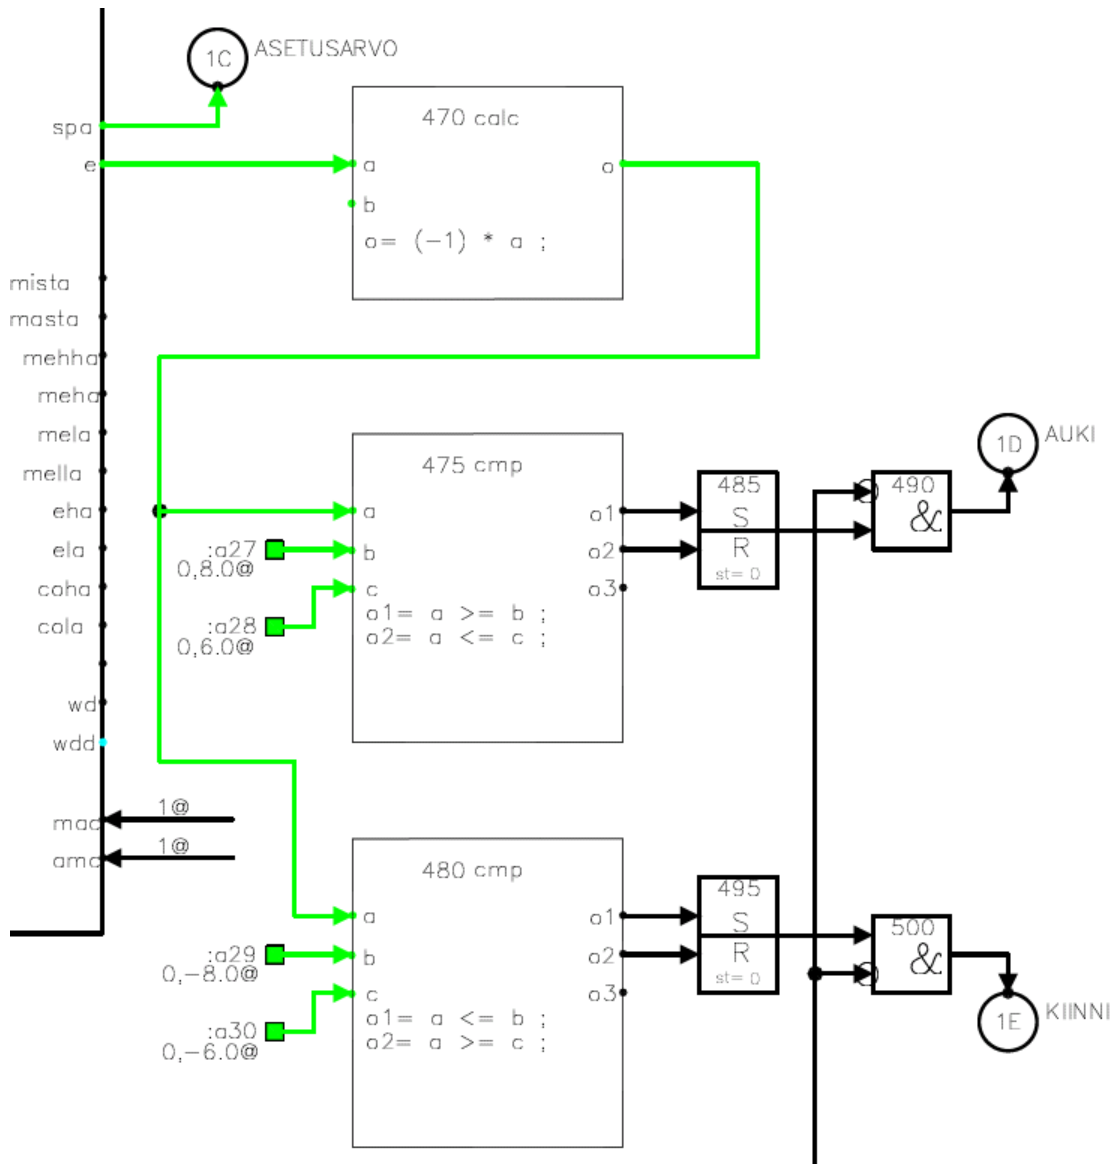 1C ASETUSARVO
spa
e
470 calc
a
b
o
o= (-1) * a ;
mista
masta
mehha
meha
mela
mella
eha
ela
coha
cola
wd
wdd
1@
mac
1@
ama
475 cmp
a
:a27
0,8.0@
b
c
:a28
0,6.0@
o1
o2
o3
o1= a >= b ;
o2= a <= c ;
485
S
R
st= 0
490
&
1D AUKI
480 cmp
a
:a29
0,-8.0@
b
c
:a30
0,-6.0@
o1
o2
o3
o1= a <= b ;
o2= a >= c ;
495
S
R
st= 0
500
&
1E KIINNI